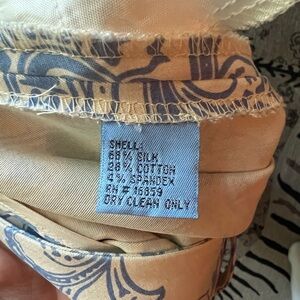 SHELL:
68% SILK
28% COTTON
4% SPANDEX
RN# 16859
DRY CLEAN ONLY